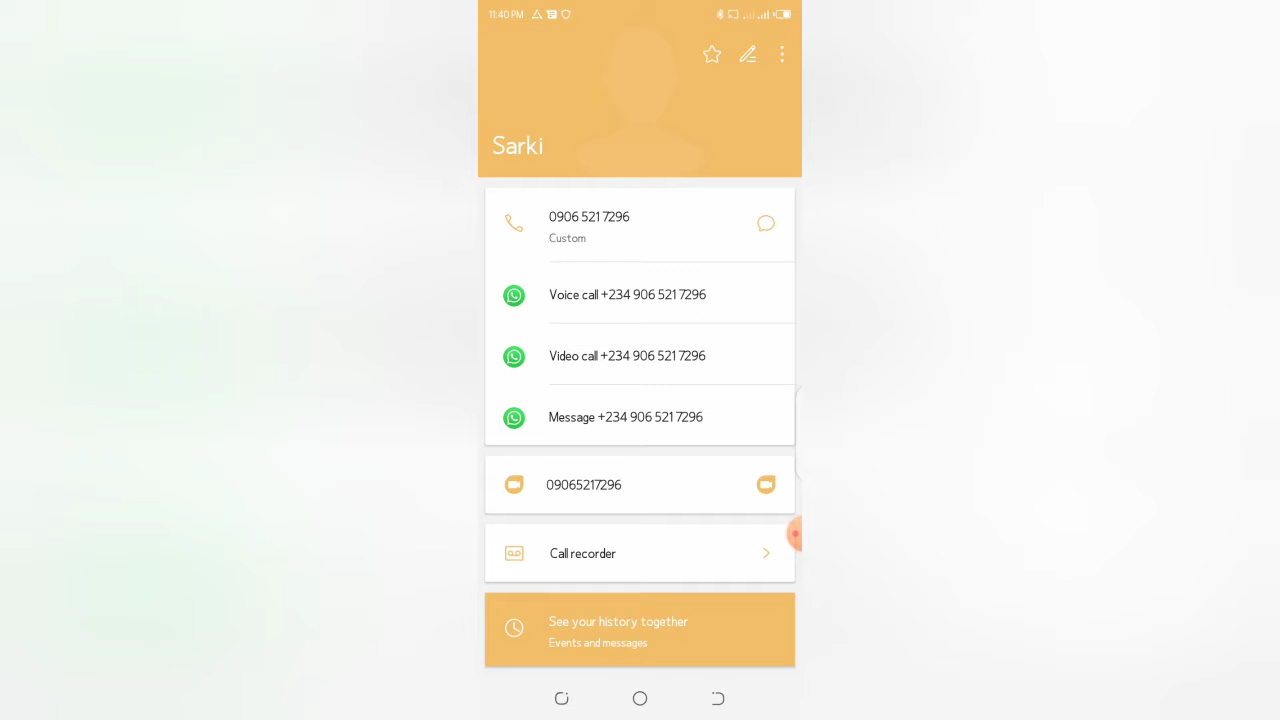 11:40 PM
Sarki
0906 521 7296
Custom
Voice call +234 906 521 7296
Video call +234 906 521 7296
Message +234 906 521 7296
09065217296
Call recorder
See your history together
Events and messages